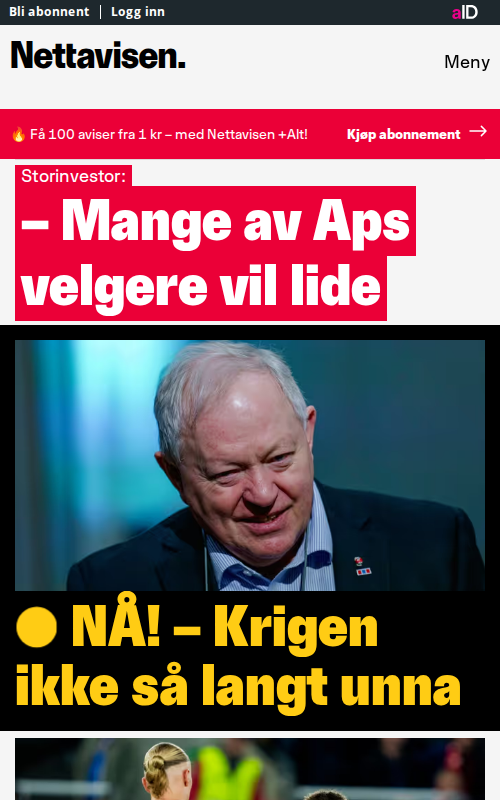 Bli abonnent | Logg inn
aID
Nettavisen.
Meny
🔥 Få 100 aviser fra 1 kr – med Nettavisen +Alt!
Kjøp abonnement →
Storinvestor:
– Mange av Aps
velgere vil lide
NÅ! – Krigen
ikke så langt unna